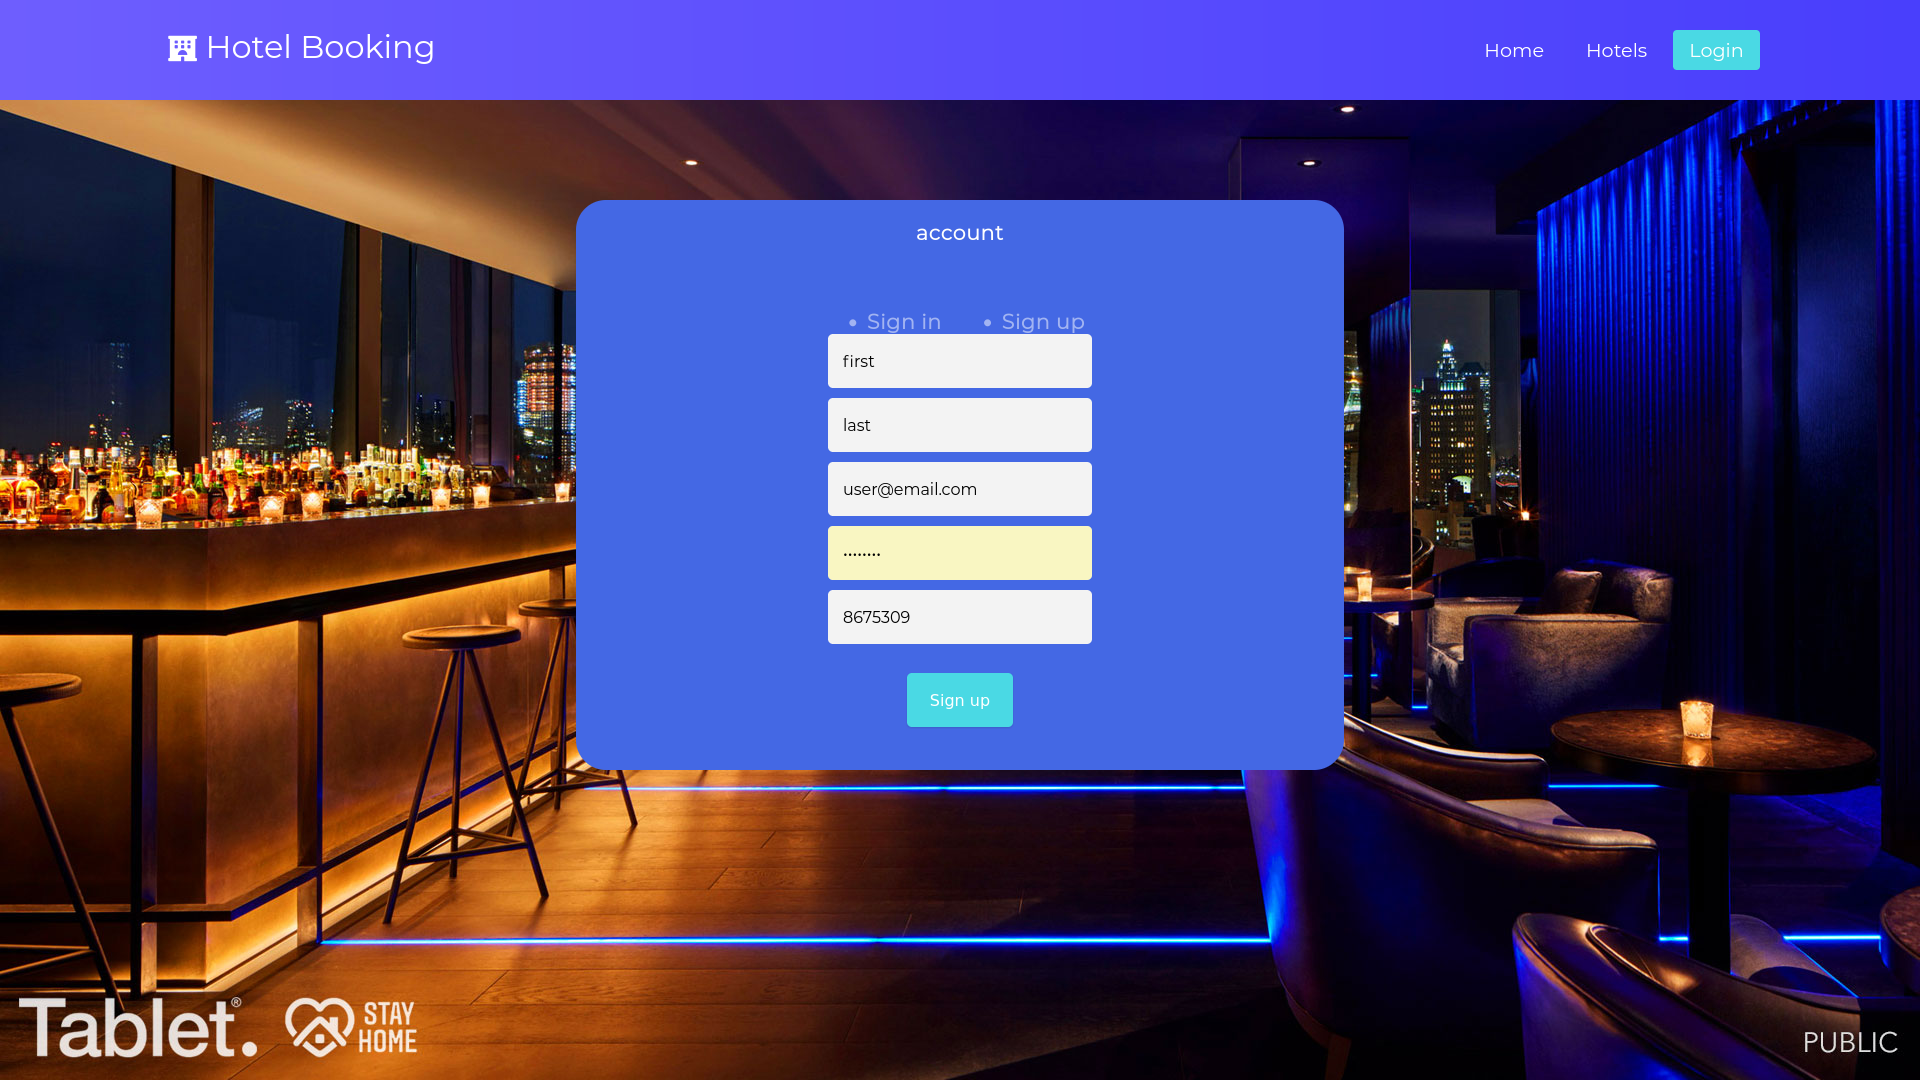 Hotel Booking
Home
Hotels
Login
account
Sign in
Sign up
first
last
user@email.com
••••••••
8675309
Sign up
Tablet.®
STAY
HOME
PUBLIC